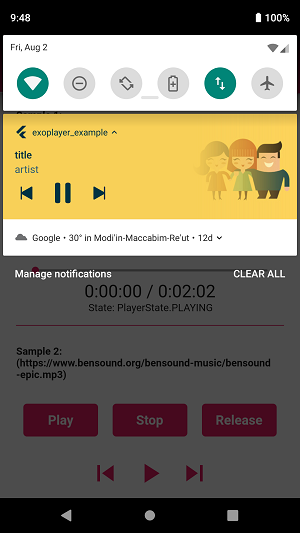 9:48
100%
Fri, Aug 2
exoplayer_example
title
artist
Google • 30° in Modi'in-Maccabim-Re'ut • 12d
Manage notifications
CLEAR ALL
0:00:00 / 0:02:02
State: PlayerState.PLAYING
Sample 2:
(https://www.bensound.org/bensound-music/bensound
-epic.mp3)
Play
Stop
Release